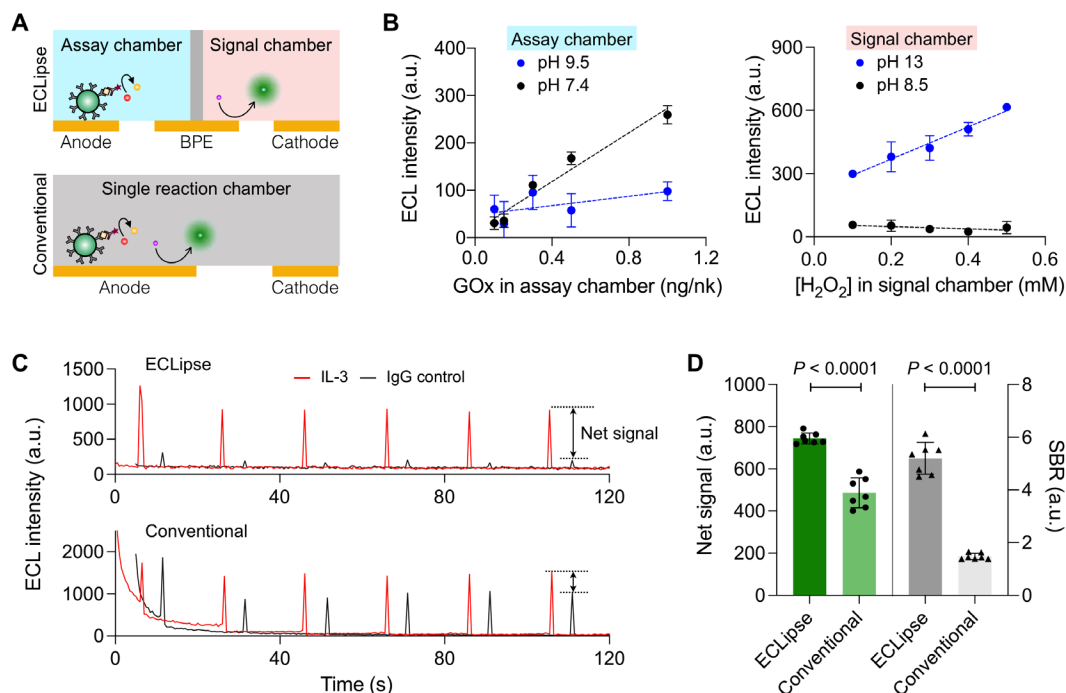 A
ECLipse
Assay chamber
Signal chamber
Anode
BPE
Cathode
Conventional
Single reaction chamber
Anode
Cathode
B
Assay chamber
pH 9.5
pH 7.4
ECL intensity (a.u.)
400
300
200
100
0
0.0 0.4 0.8 1.2
GOx in assay chamber (ng/nk)
Signal chamber
pH 13
pH 8.5
ECL intensity (a.u.)
900
600
300
0
0.0 0.2 0.4 0.6
[H₂O₂] in signal chamber (mM)
C
ECLipse
IL-3
IgG control
Net signal
1500
1000
500
0
0 40 80 120
Conventional
2000
1000
0
0 40 80 120
ECL intensity (a.u.)
Time (s)
D
P < 0.0001 P < 0.0001
Net signal (a.u.)
1000
800
600
400
200
0
8
6
4
2
0
SBR (a.u.)
ECLipse
Conventional
ECLipse
Conventional